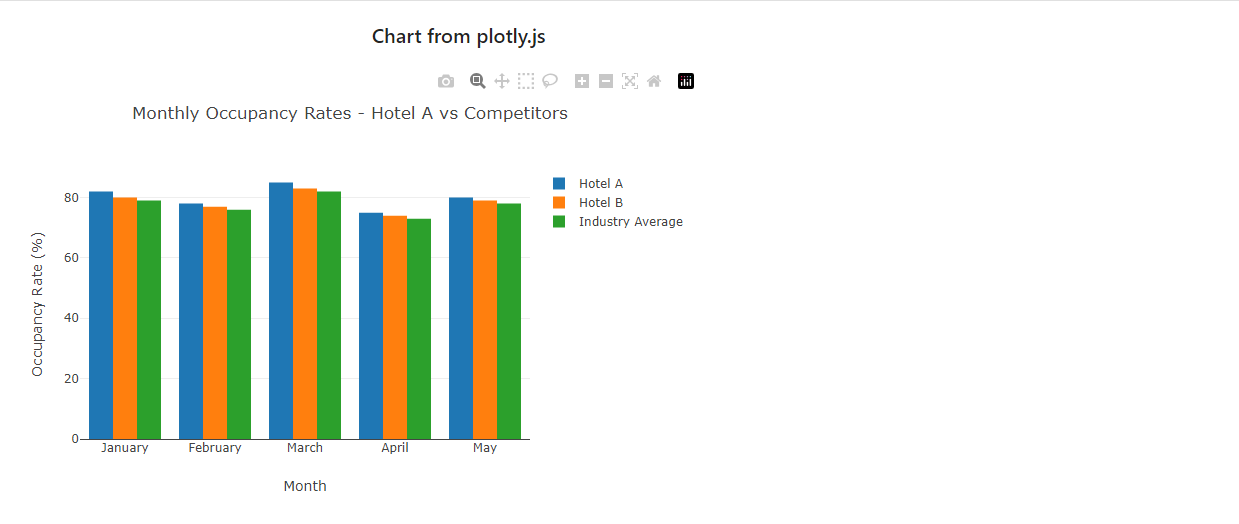 Chart from plotly.js
Monthly Occupancy Rates - Hotel A vs Competitors
Hotel A
Hotel B
Industry Average
Occupancy Rate (%)
80
60
40
20
0
January February March April May
Month